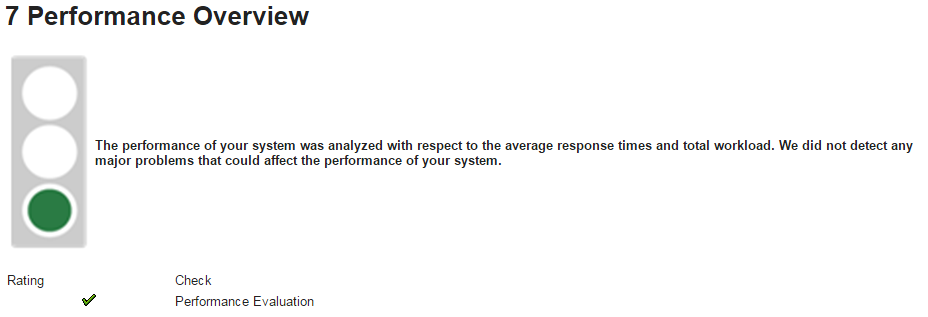 7 Performance Overview
The performance of your system was analyzed with respect to the average response times and total workload. We did not detect any
major problems that could affect the performance of your system.
Rating Check
Performance Evaluation